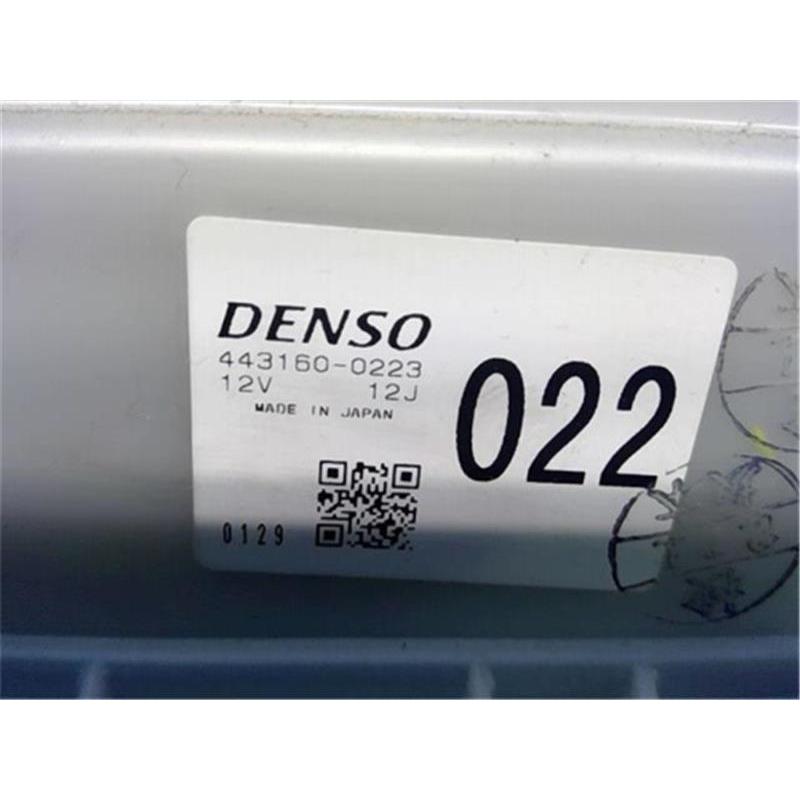 DENSO
443160-0223
12V 12J
MADE IN JAPAN
022
0129